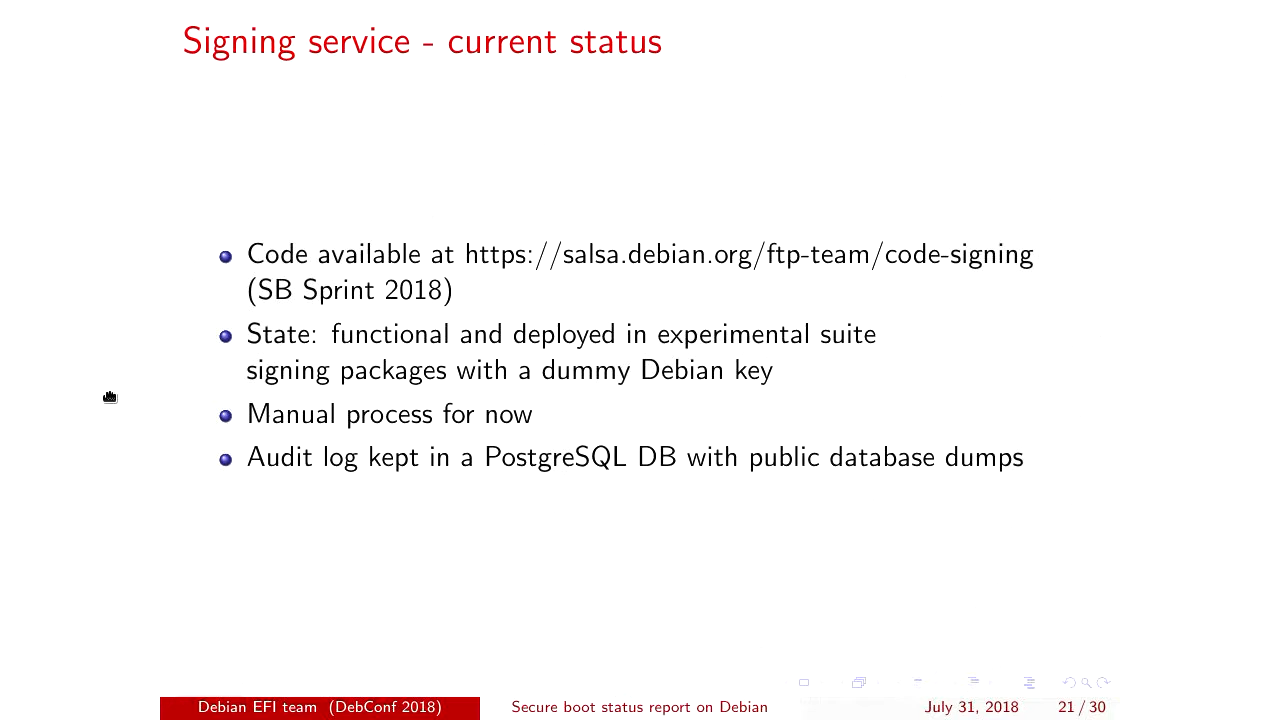 Signing service - current status
Code available at https://salsa.debian.org/ftp-team/code-signing
(SB Sprint 2018)
State: functional and deployed in experimental suite
signing packages with a dummy Debian key
Manual process for now
Audit log kept in a PostgreSQL DB with public database dumps
Debian EFI team (DebConf 2018) Secure boot status report on Debian July 31, 2018 21 / 30